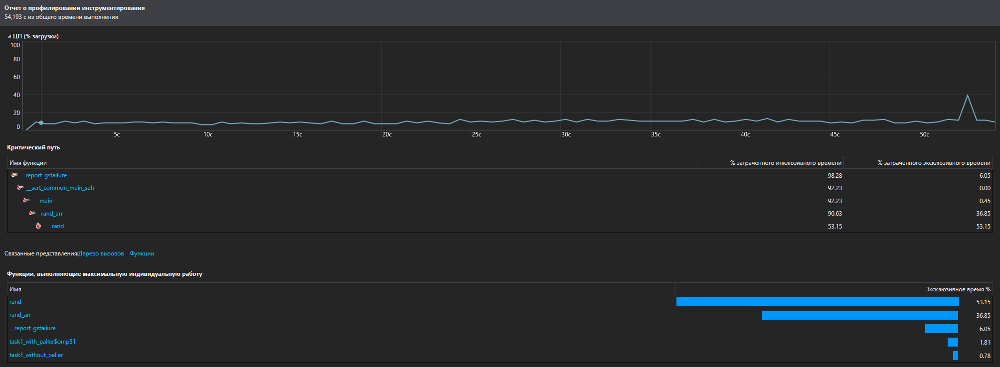 Отчет о профилировании инструментирования
54,193 с из общего времени выполнения
ЦП (% загрузки)
100
80
60
40
20
0
5с 10с 15с 20с 25с 30с 35с 40с 45с 50с
Критический путь
Имя функции % затраченного инклюзивного времени % затраченного эксклюзивного времени
__report_gsfailure 98.28 6.05
__scrt_common_main_seh 92.23 0.00
main 92.23 0.45
rand_arr 90.63 36.85
rand 53.15 53.15
Связанные представления:Дерево вызовов Функции
Функции, выполняющие максимальную индивидуальную работу
Имя Эксклюзивное время %
rand 53.15
rand_arr 36.85
__report_gsfailure 6.05
task1_with_paller$omp$1 1.81
task1_without_paller 0.78